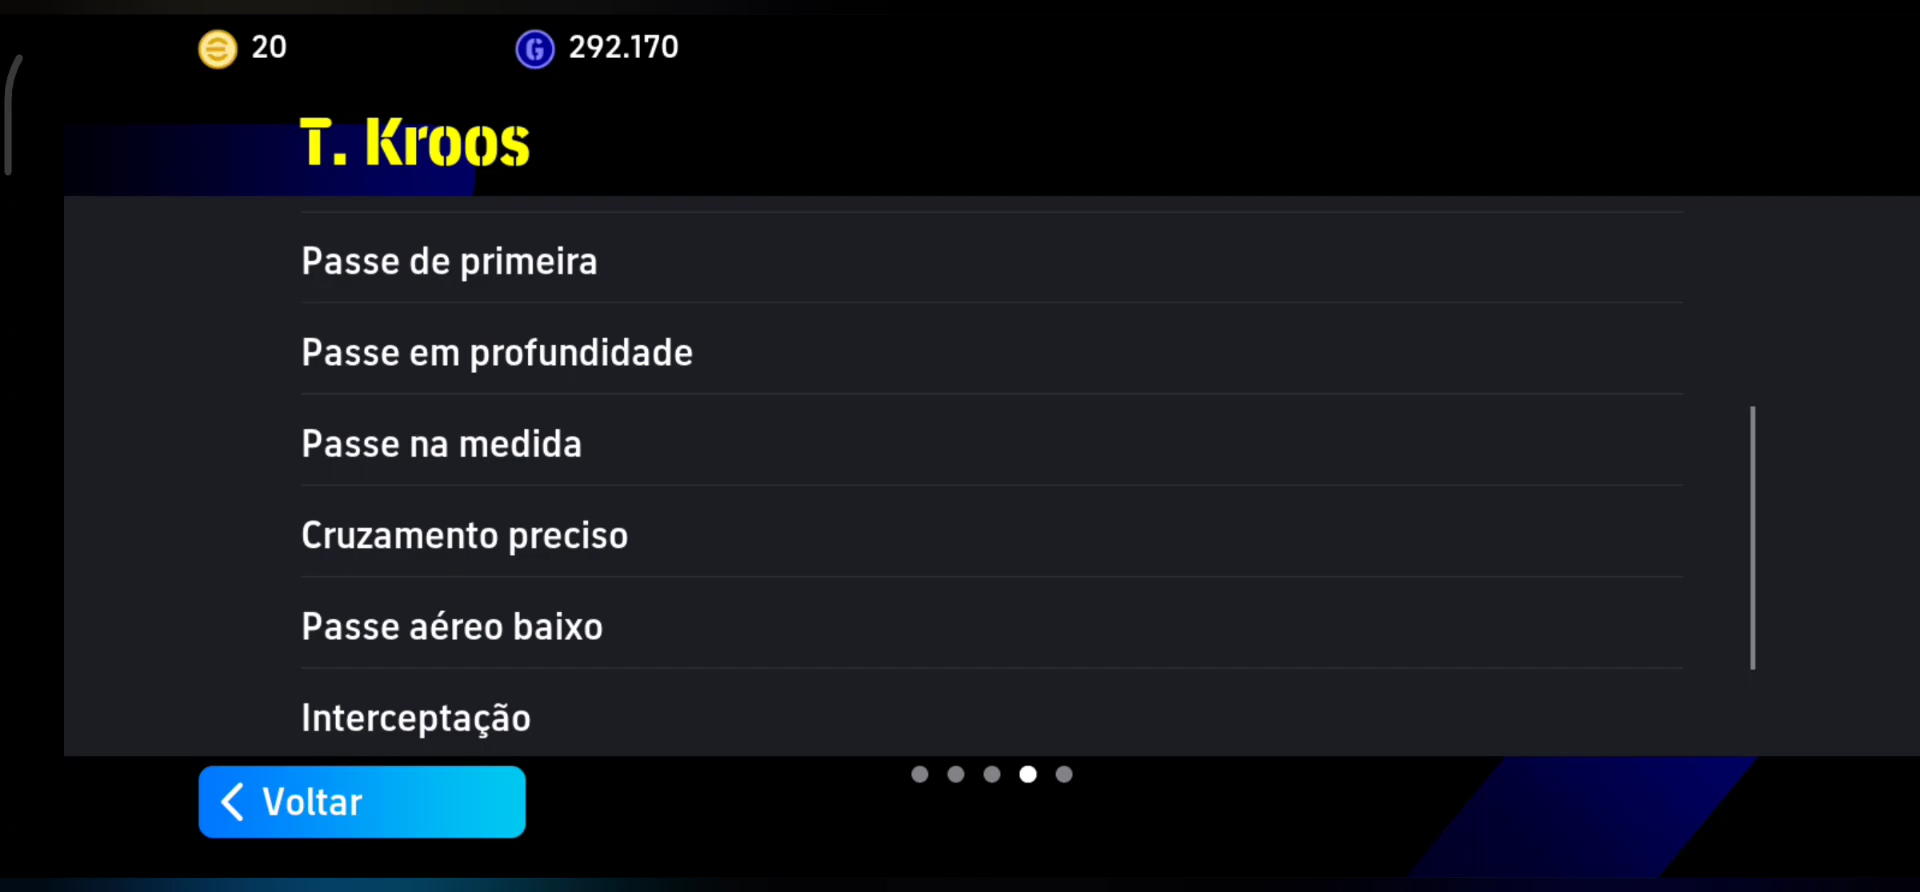 20
292.170
T. Kroos
Passe de primeira
Passe em profundidade
Passe na medida
Cruzamento preciso
Passe aéreo baixo
Interceptação
Voltar